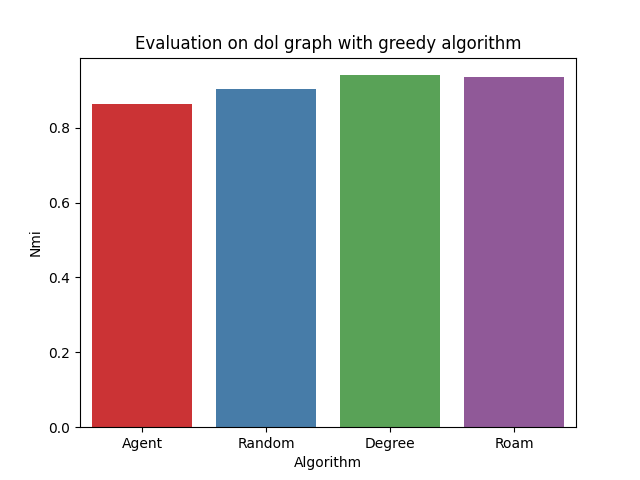 Evaluation on dol graph with greedy algorithm
Nmi
0.8
0.6
0.4
0.2
0.0
Agent Random Degree Roam
Algorithm